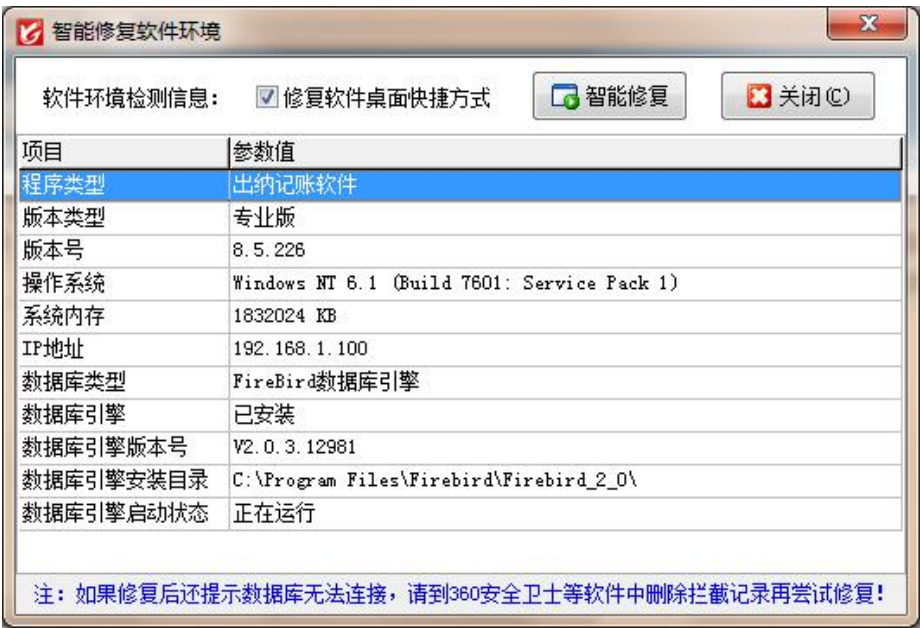 智能修复软件环境
软件环境检测信息： 修复软件桌面快捷方式 智能修复 关闭(C)
项目 参数值
程序类型 出纳记账软件
版本类型 专业版
版本号 8.5.226
操作系统 Windows NT 6.1 (Build 7601: Service Pack 1)
系统内存 1832024 KB
IP地址 192.168.1.100
数据库类型 FireBird数据库引擎
数据库引擎 已安装
数据库引擎版本号 V2.0.3.12981
数据库引擎安装目录 C:\Program Files\Firebird\Firebird_2_0\
数据库引擎启动状态 正在运行
注：如果修复后还提示数据库无法连接，请到360安全卫士等软件中删除拦截记录再尝试修复！